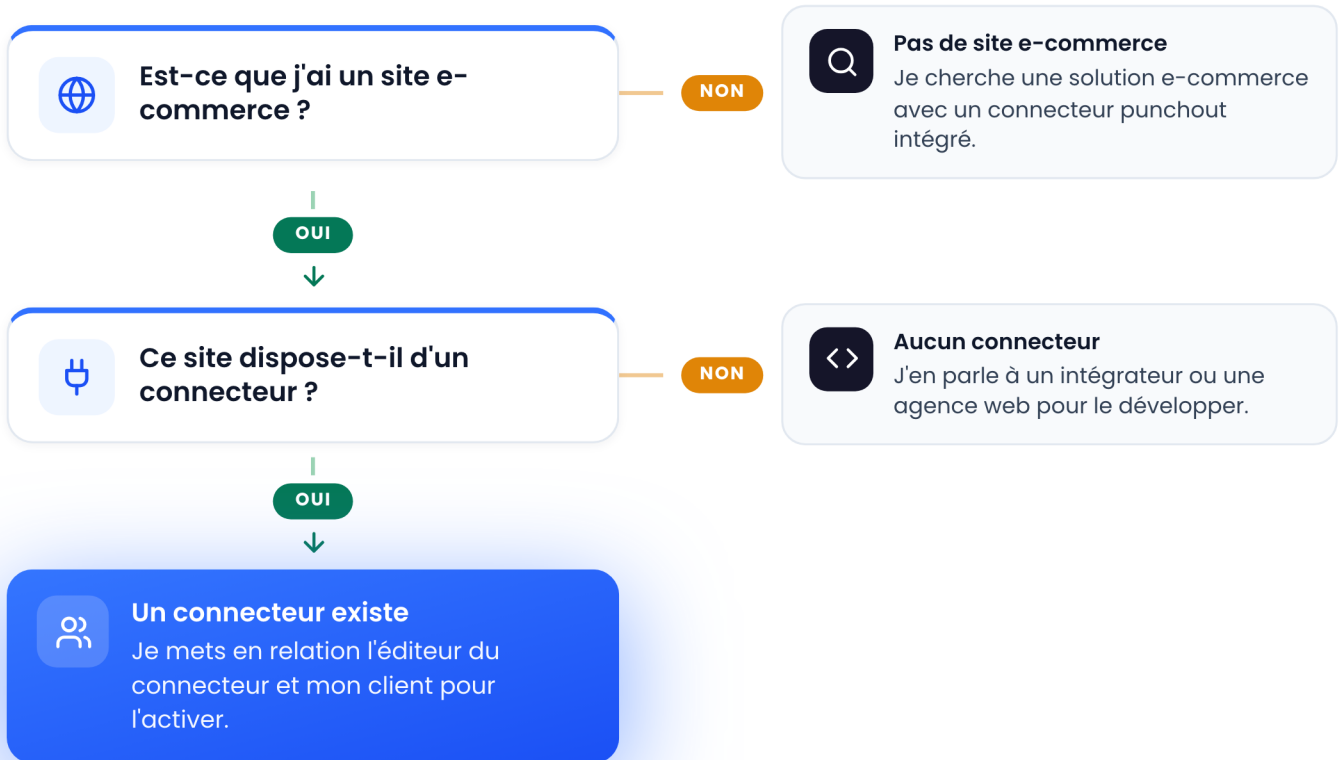 Est-ce que j'ai un site e-
commerce ?
NON
Pas de site e-commerce
Je cherche une solution e-commerce
avec un connecteur punchout
intégré.
OUI
Ce site dispose-t-il d'un
connecteur ?
NON
Aucun connecteur
J'en parle à un intégrateur ou une
agence web pour le développer.
OUI
Un connecteur existe
Je mets en relation l'éditeur du
connecteur et mon client pour
l'activer.